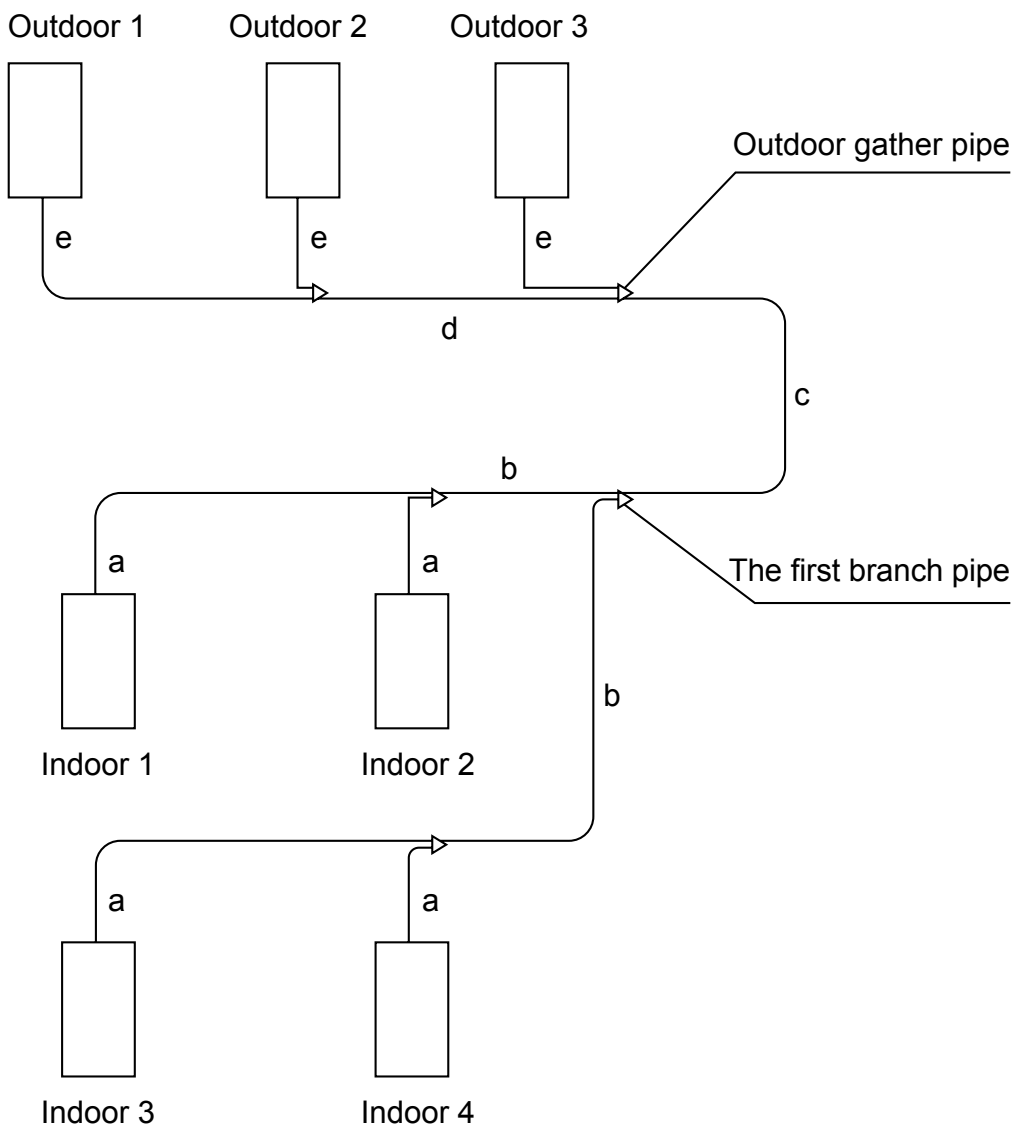 Outdoor 1
Outdoor 2
Outdoor 3
Outdoor gather pipe
e
e
e
d
c
b
a
a
The first branch pipe
b
Indoor 1
Indoor 2
a
a
Indoor 3
Indoor 4